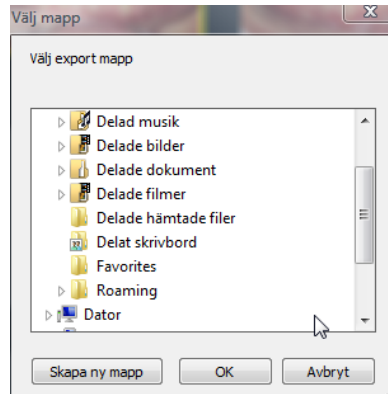 Välj mapp
Välj export mapp
Delad musik
Delade bilder
Delade dokument
Delade filmer
Delade hämtade filer
Delat skrivbord
Favorites
Roaming
Dator
Skapa ny mapp OK Avbryt